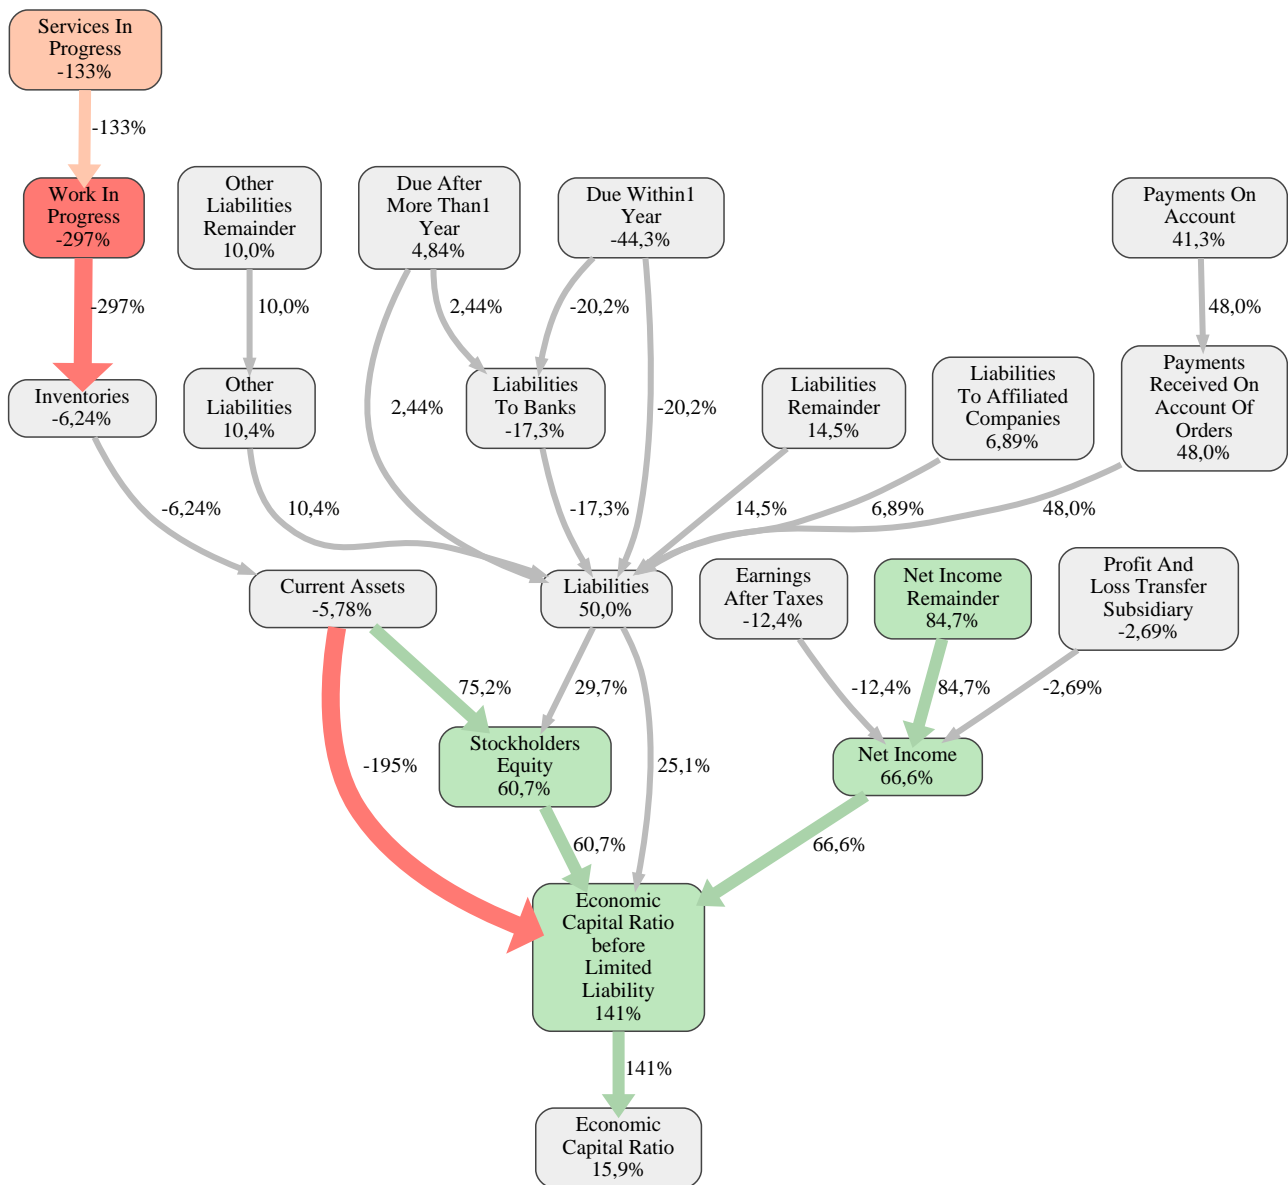 Services In
Progress
-133%
-133%
Work In
Progress
-297%
Other
Liabilities
Remainder
10,0%
Due After
More Than1
Year
4,84%
Due Within1
Year
-44,3%
Payments On
Account
41,3%
-297%
10,0%
2,44%
-20,2%
48,0%
Inventories
-6,24%
Other
Liabilities
10,4%
2,44%
Liabilities
To Banks
-17,3%
-20,2%
Liabilities
Remainder
14,5%
Liabilities
To Affiliated
Companies
6,89%
Payments
Received On
Account Of
Orders
48,0%
-6,24%
10,4%
-17,3%
14,5%
6,89%
48,0%
Current Assets
-5,78%
Liabilities
50,0%
Earnings
After Taxes
-12,4%
Net Income
Remainder
84,7%
Profit And
Loss Transfer
Subsidiary
-2,69%
75,2%
29,7%
-12,4%
84,7%
-2,69%
-195%
Stockholders
Equity
60,7%
25,1%
Net Income
66,6%
60,7%
66,6%
Economic
Capital Ratio
before
Limited
Liability
141%
141%
Economic
Capital Ratio
15,9%